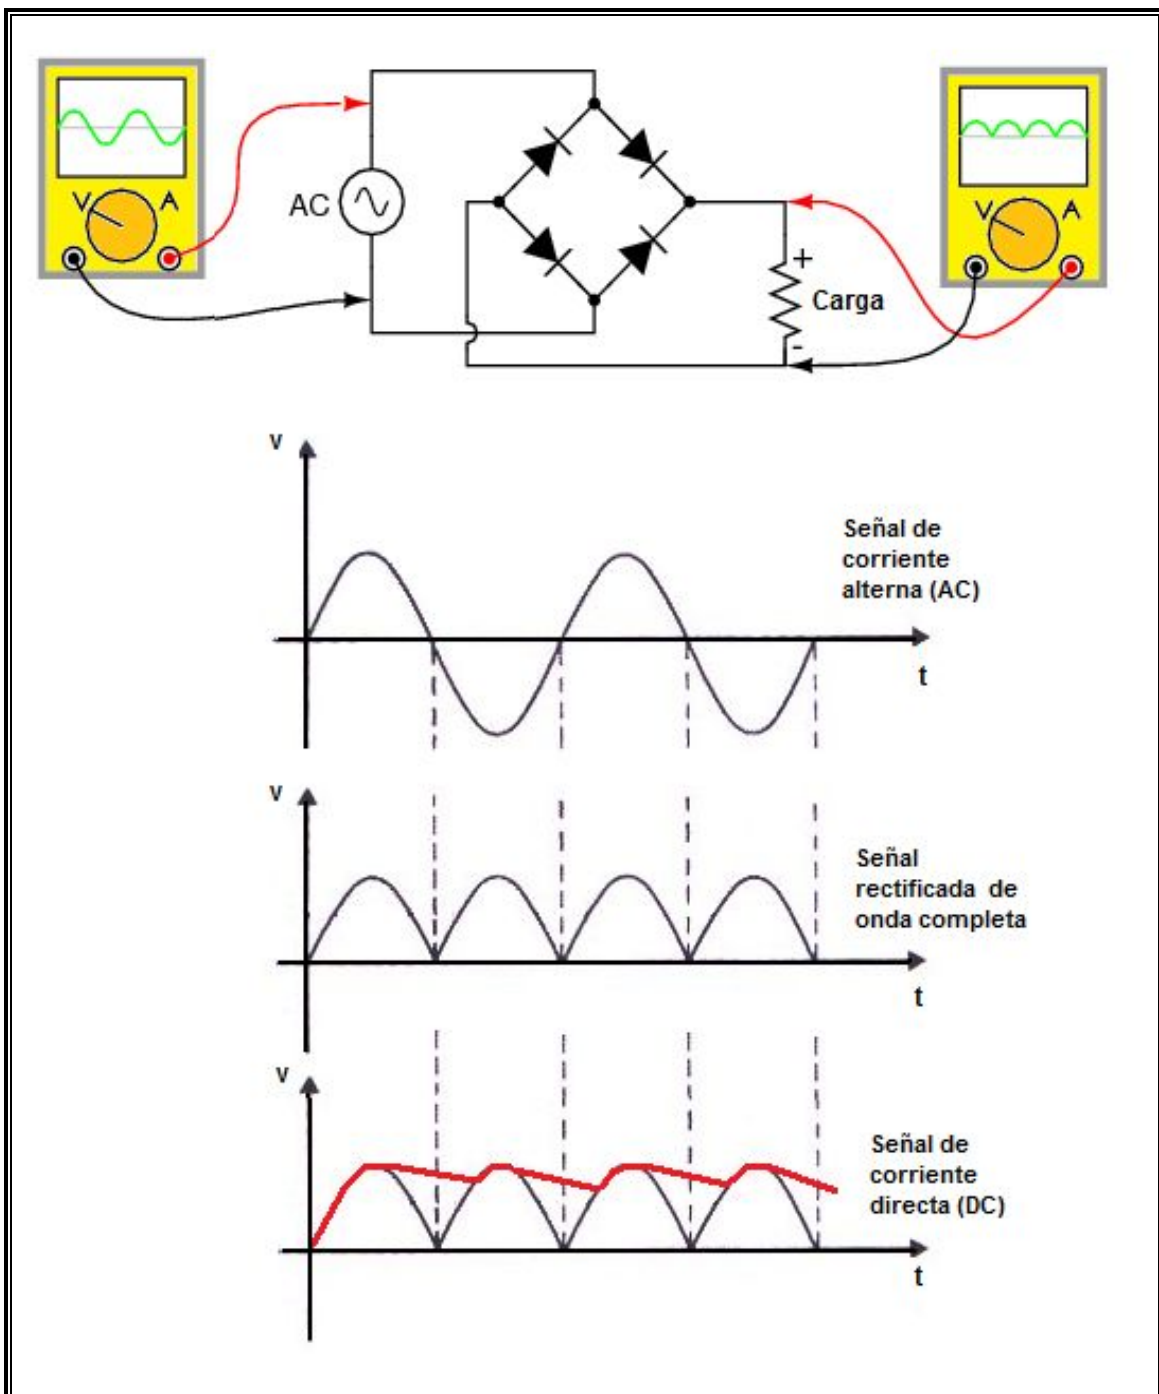 V A
AC
V A
+
Carga
-
v
Señal de
corriente
alterna (AC)
t
v
Señal
rectificada de
onda completa
t
v
Señal de
corriente
directa (DC)
t